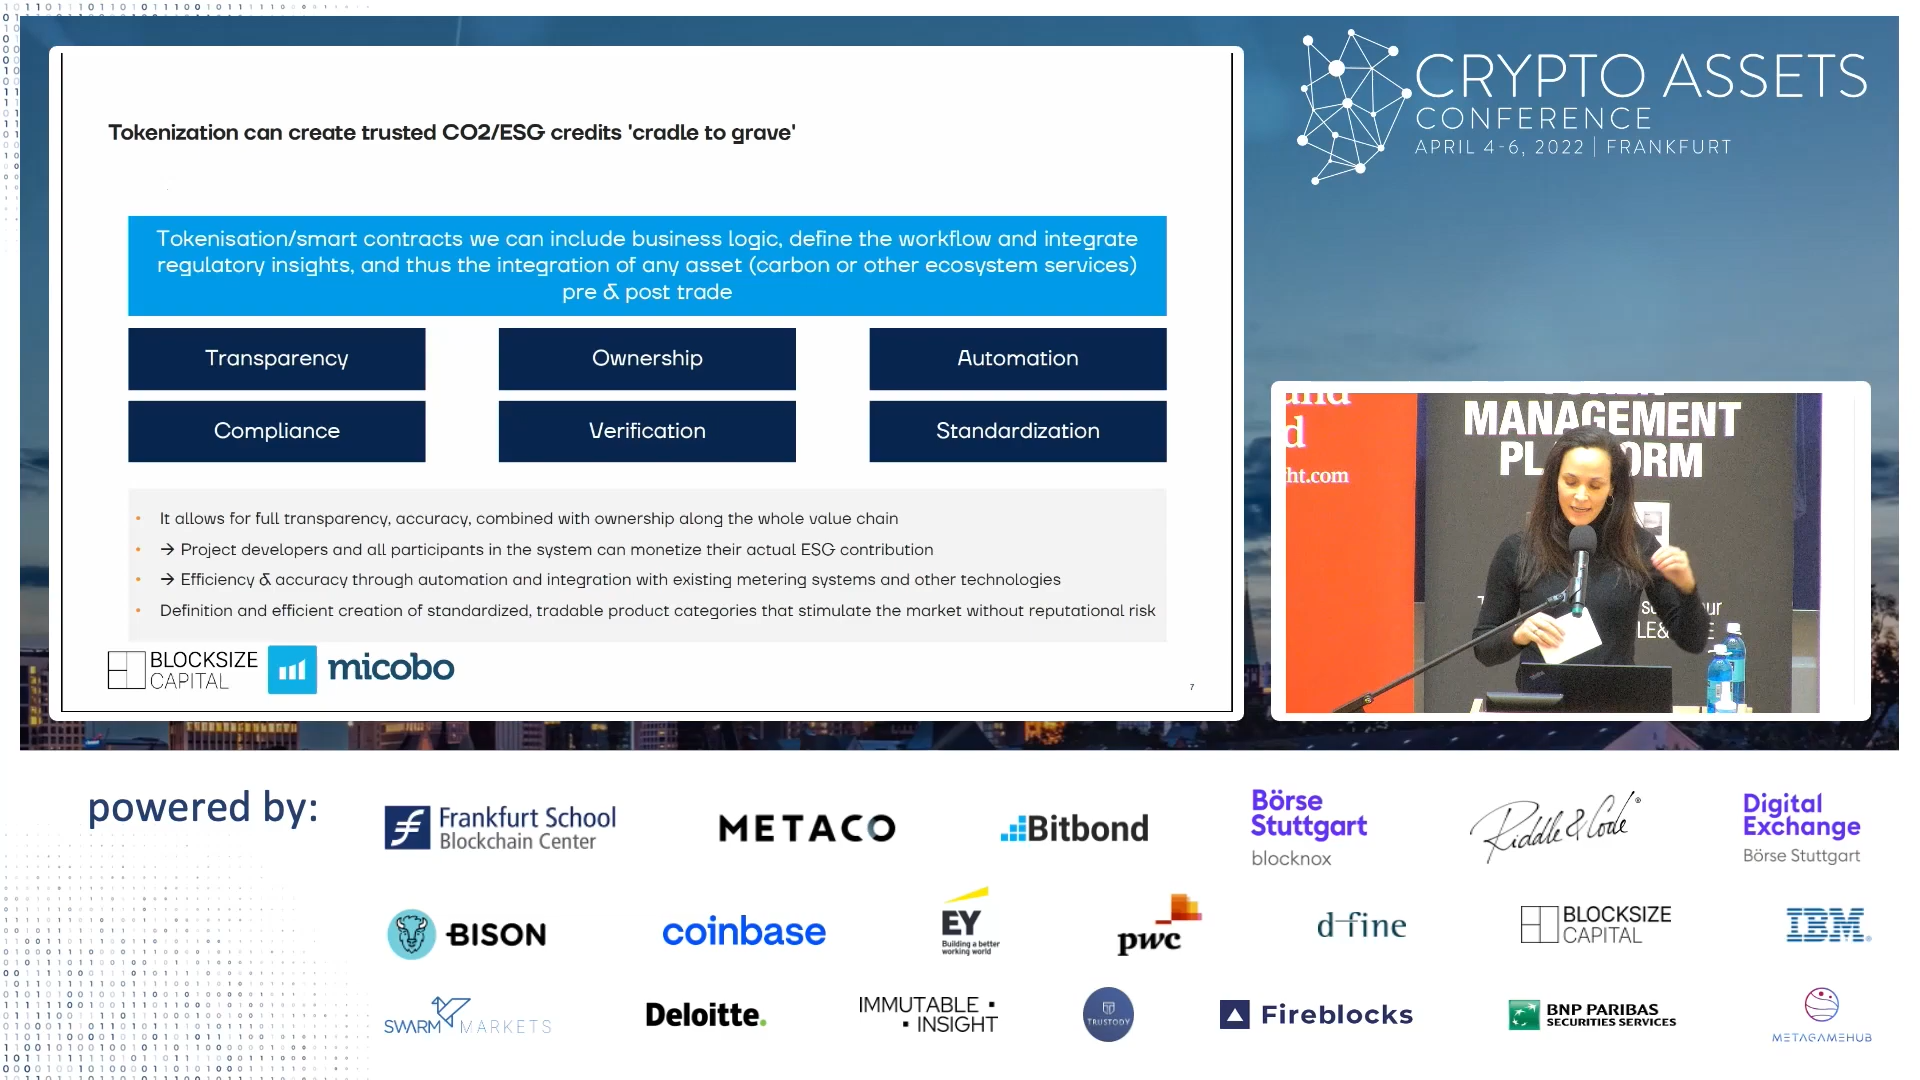 Tokenization can create trusted CO2/ESG credits 'cradle to grave'
Tokenisation/smart contracts we can include business logic, define the workflow and integrate
regulatory insights, and thus the integration of any asset (carbon or other ecosystem services)
pre & post trade
Transparency
Ownership
Automation
Compliance
Verification
Standardization
• It allows for full transparency, accuracy, combined with ownership along the whole value chain
• → Project developers and all participants in the system can monetize their actual ESG contribution
• → Efficiency & accuracy through automation and integration with existing metering systems and other technologies
• Definition and efficient creation of standardized, tradable product categories that stimulate the market without reputational risk
BLOCKSIZE
CAPITAL
micobo
7
CRYPTO ASSETS
CONFERENCE
APRIL 4-6, 2022 | FRANKFURT
d
ht.com
MANAGEMENT
PL ORM
powered by:
Frankfurt School
Blockchain Center
METACO
Bitbond
Börse
Stuttgart
blocknox
Riddle & Code
Digital
Exchange
Börse Stuttgart
BISON
coinbase
EY
Building a better
working world
pwc
d-fine
BLOCKSIZE
CAPITAL
IBM
SWARM MARKETS
Deloitte.
IMMUTABLE
INSIGHT
TRUSTODY
Fireblocks
BNP PARIBAS
SECURITIES SERVICES
METAGAMEHUB